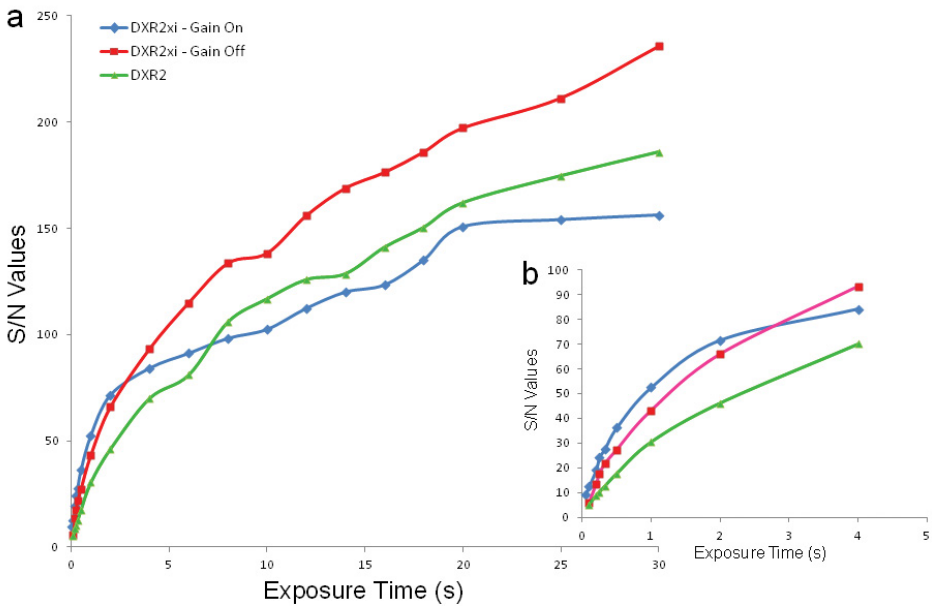 a
DXR2xi - Gain On
DXR2xi - Gain Off
DXR2
250
200
150
100
50
0
S/N Values
0 5 10 15 20 25 30
Exposure Time (s)
b
100
90
80
70
60
50
40
30
20
10
0
S/N Values
0 1 2 3 4 5
Exposure Time (s)